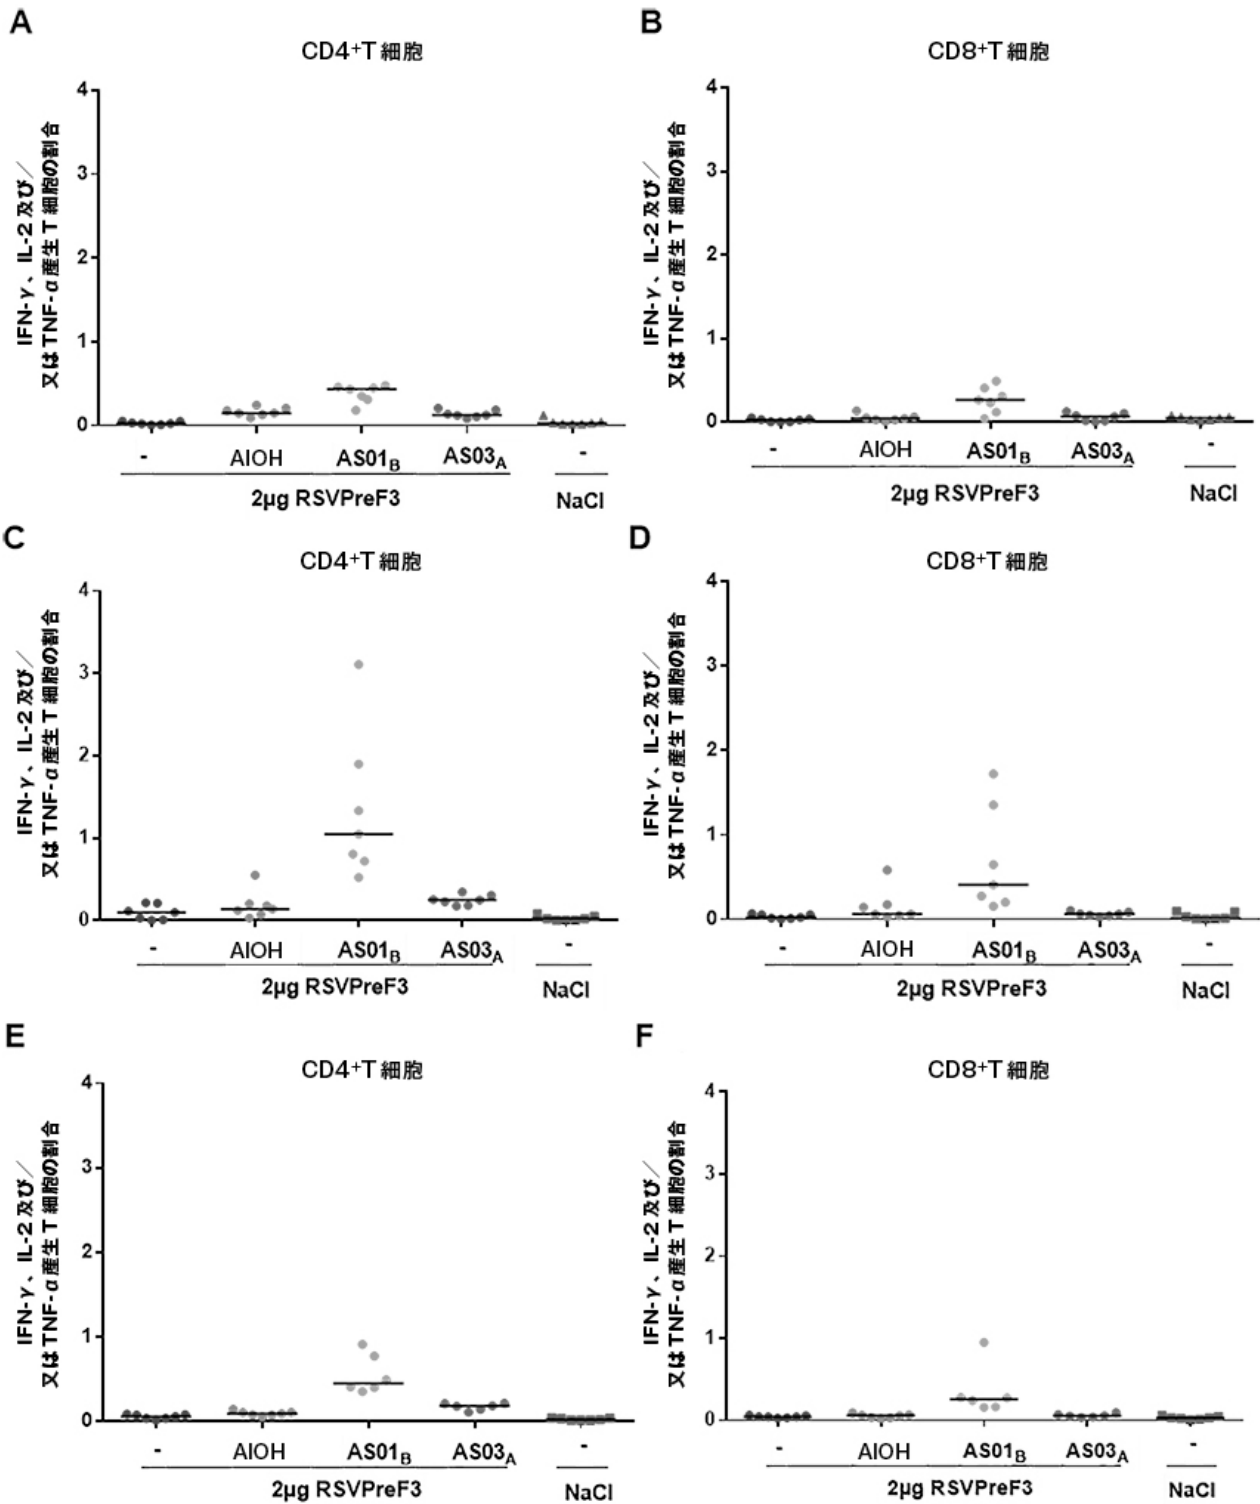 A
CD4+T 細胞
IFN-γ、IL-2 及び／
又は TNF-α産生 T 細胞の割合
4
3
2
1
0
-
AlOH
AS01B
AS03A
-
2μg RSVPreF3
NaCl
B
CD8+T 細胞
IFN-γ、IL-2 及び／
又は TNF-α産生 T 細胞の割合
4
3
2
1
0
-
AlOH
AS01B
AS03A
-
2μg RSVPreF3
NaCl
C
CD4+T 細胞
IFN-γ、IL-2 及び／
又は TNF-α産生 T 細胞の割合
4
3
2
1
0
-
AlOH
AS01B
AS03A
-
2μg RSVPreF3
NaCl
D
CD8+T 細胞
IFN-γ、IL-2 及び／
又は TNF-α産生 T 細胞の割合
4
3
2
1
0
-
AlOH
AS01B
AS03A
-
2μg RSVPreF3
NaCl
E
CD4+T 細胞
IFN-γ、IL-2 及び／
又は TNF-α産生 T 細胞の割合
4
3
2
1
0
-
AlOH
AS01B
AS03A
-
2μg RSVPreF3
NaCl
F
CD8+T 細胞
IFN-γ、IL-2 及び／
又は TNF-α産生 T 細胞の割合
4
3
2
1
0
-
AlOH
AS01B
AS03A
-
2μg RSVPreF3
NaCl